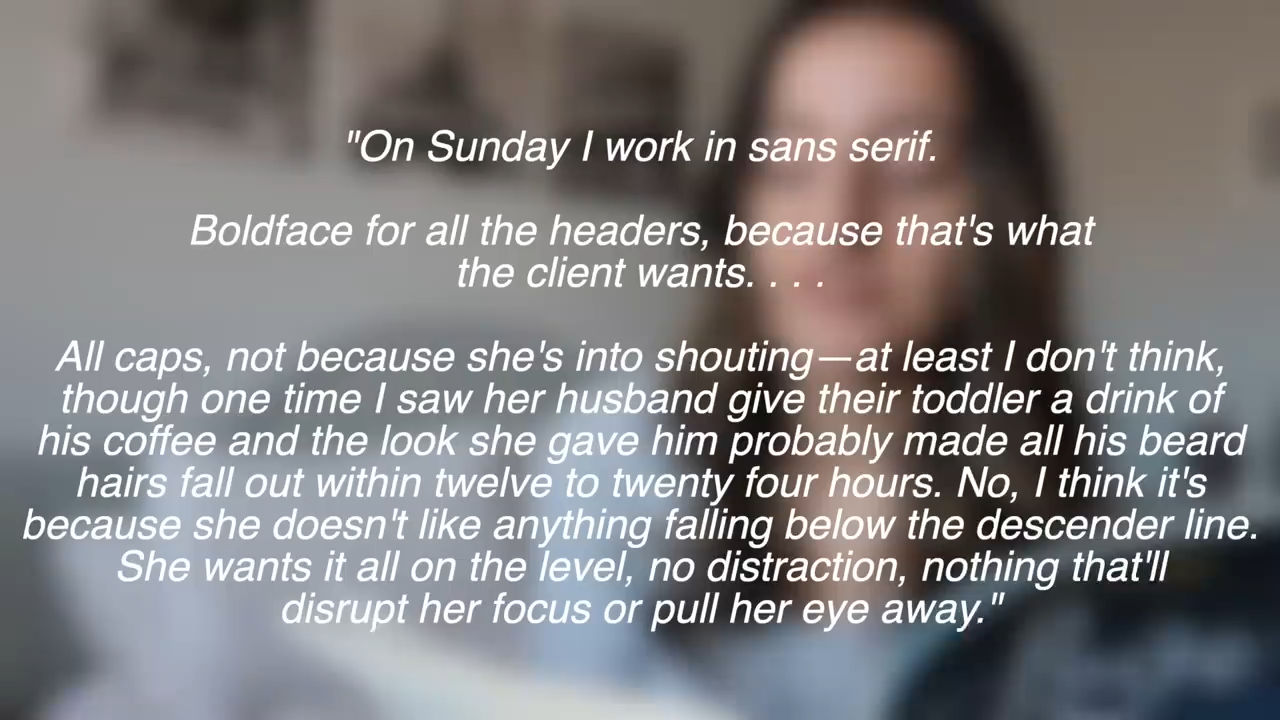 "On Sunday I work in sans serif.
Boldface for all the headers, because that's what
the client wants. . . .
All caps, not because she's into shouting—at least I don't think,
though one time I saw her husband give their toddler a drink of
his coffee and the look she gave him probably made all his beard
hairs fall out within twelve to twenty four hours. No, I think it's
because she doesn't like anything falling below the descender line.
She wants it all on the level, no distraction, nothing that'll
disrupt her focus or pull her eye away."